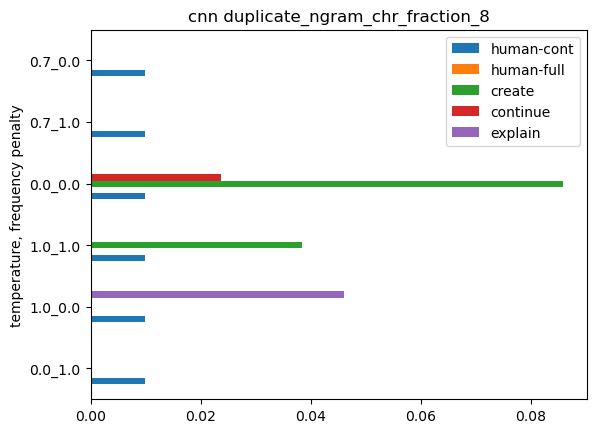 cnn duplicate_ngram_chr_fraction_8
temperature, frequency penalty
0.7_0.0
0.7_1.0
0.0_0.0
1.0_1.0
1.0_0.0
0.0_1.0
human-cont
human-full
create
continue
explain
0.00 0.02 0.04 0.06 0.08